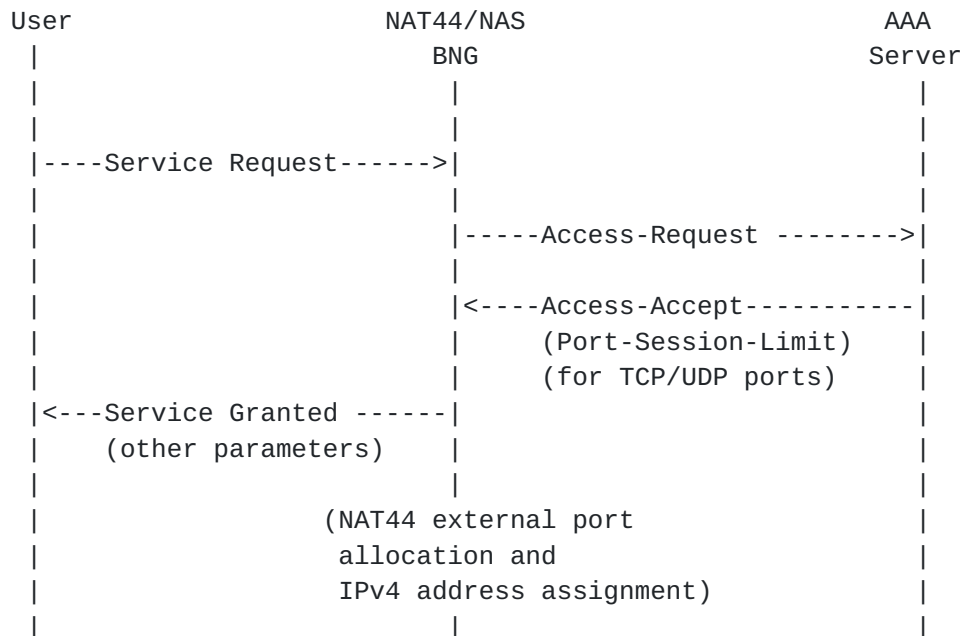 User NAT44/NAS AAA
BNG Server
----Service Request------>
-----Access-Request -------->
<----Access-Accept-----------
(Port-Session-Limit)
(for TCP/UDP ports)
<---Service Granted ------
(other parameters)
(NAT44 external port
allocation and
IPv4 address assignment)